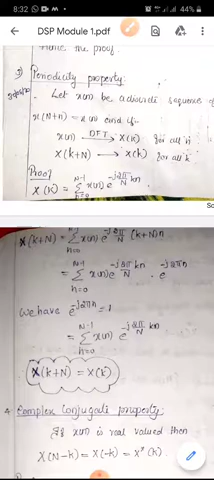 8:32
44%
DSP Module 1
Hence the proof.
3) Periodicity property:
Let x(n) be a discrete sequence of
x(N+n) = x(n) and if
x(n) DFT→ X(k) for all n
X(k+N) → X(k) for all k
Proof
X(k) = N-1 Σ n=0 x(n) e^{-j2π/N kn}
X(k+N) = N-1 Σ n=0 x(n) e^{-j2π/N (k+N)n}
= N-1 Σ n=0 x(n) e^{-j2π/N kn} . e^{-j2πn}
We have e^{-j2πn} = 1
= N-1 Σ n=0 x(n) e^{-j2π/N kn}
X(k+N) = X(k)
4. Complex Conjugate property:
If x(n) is real valued then
X(N-k) = X(-k) = X*(k).